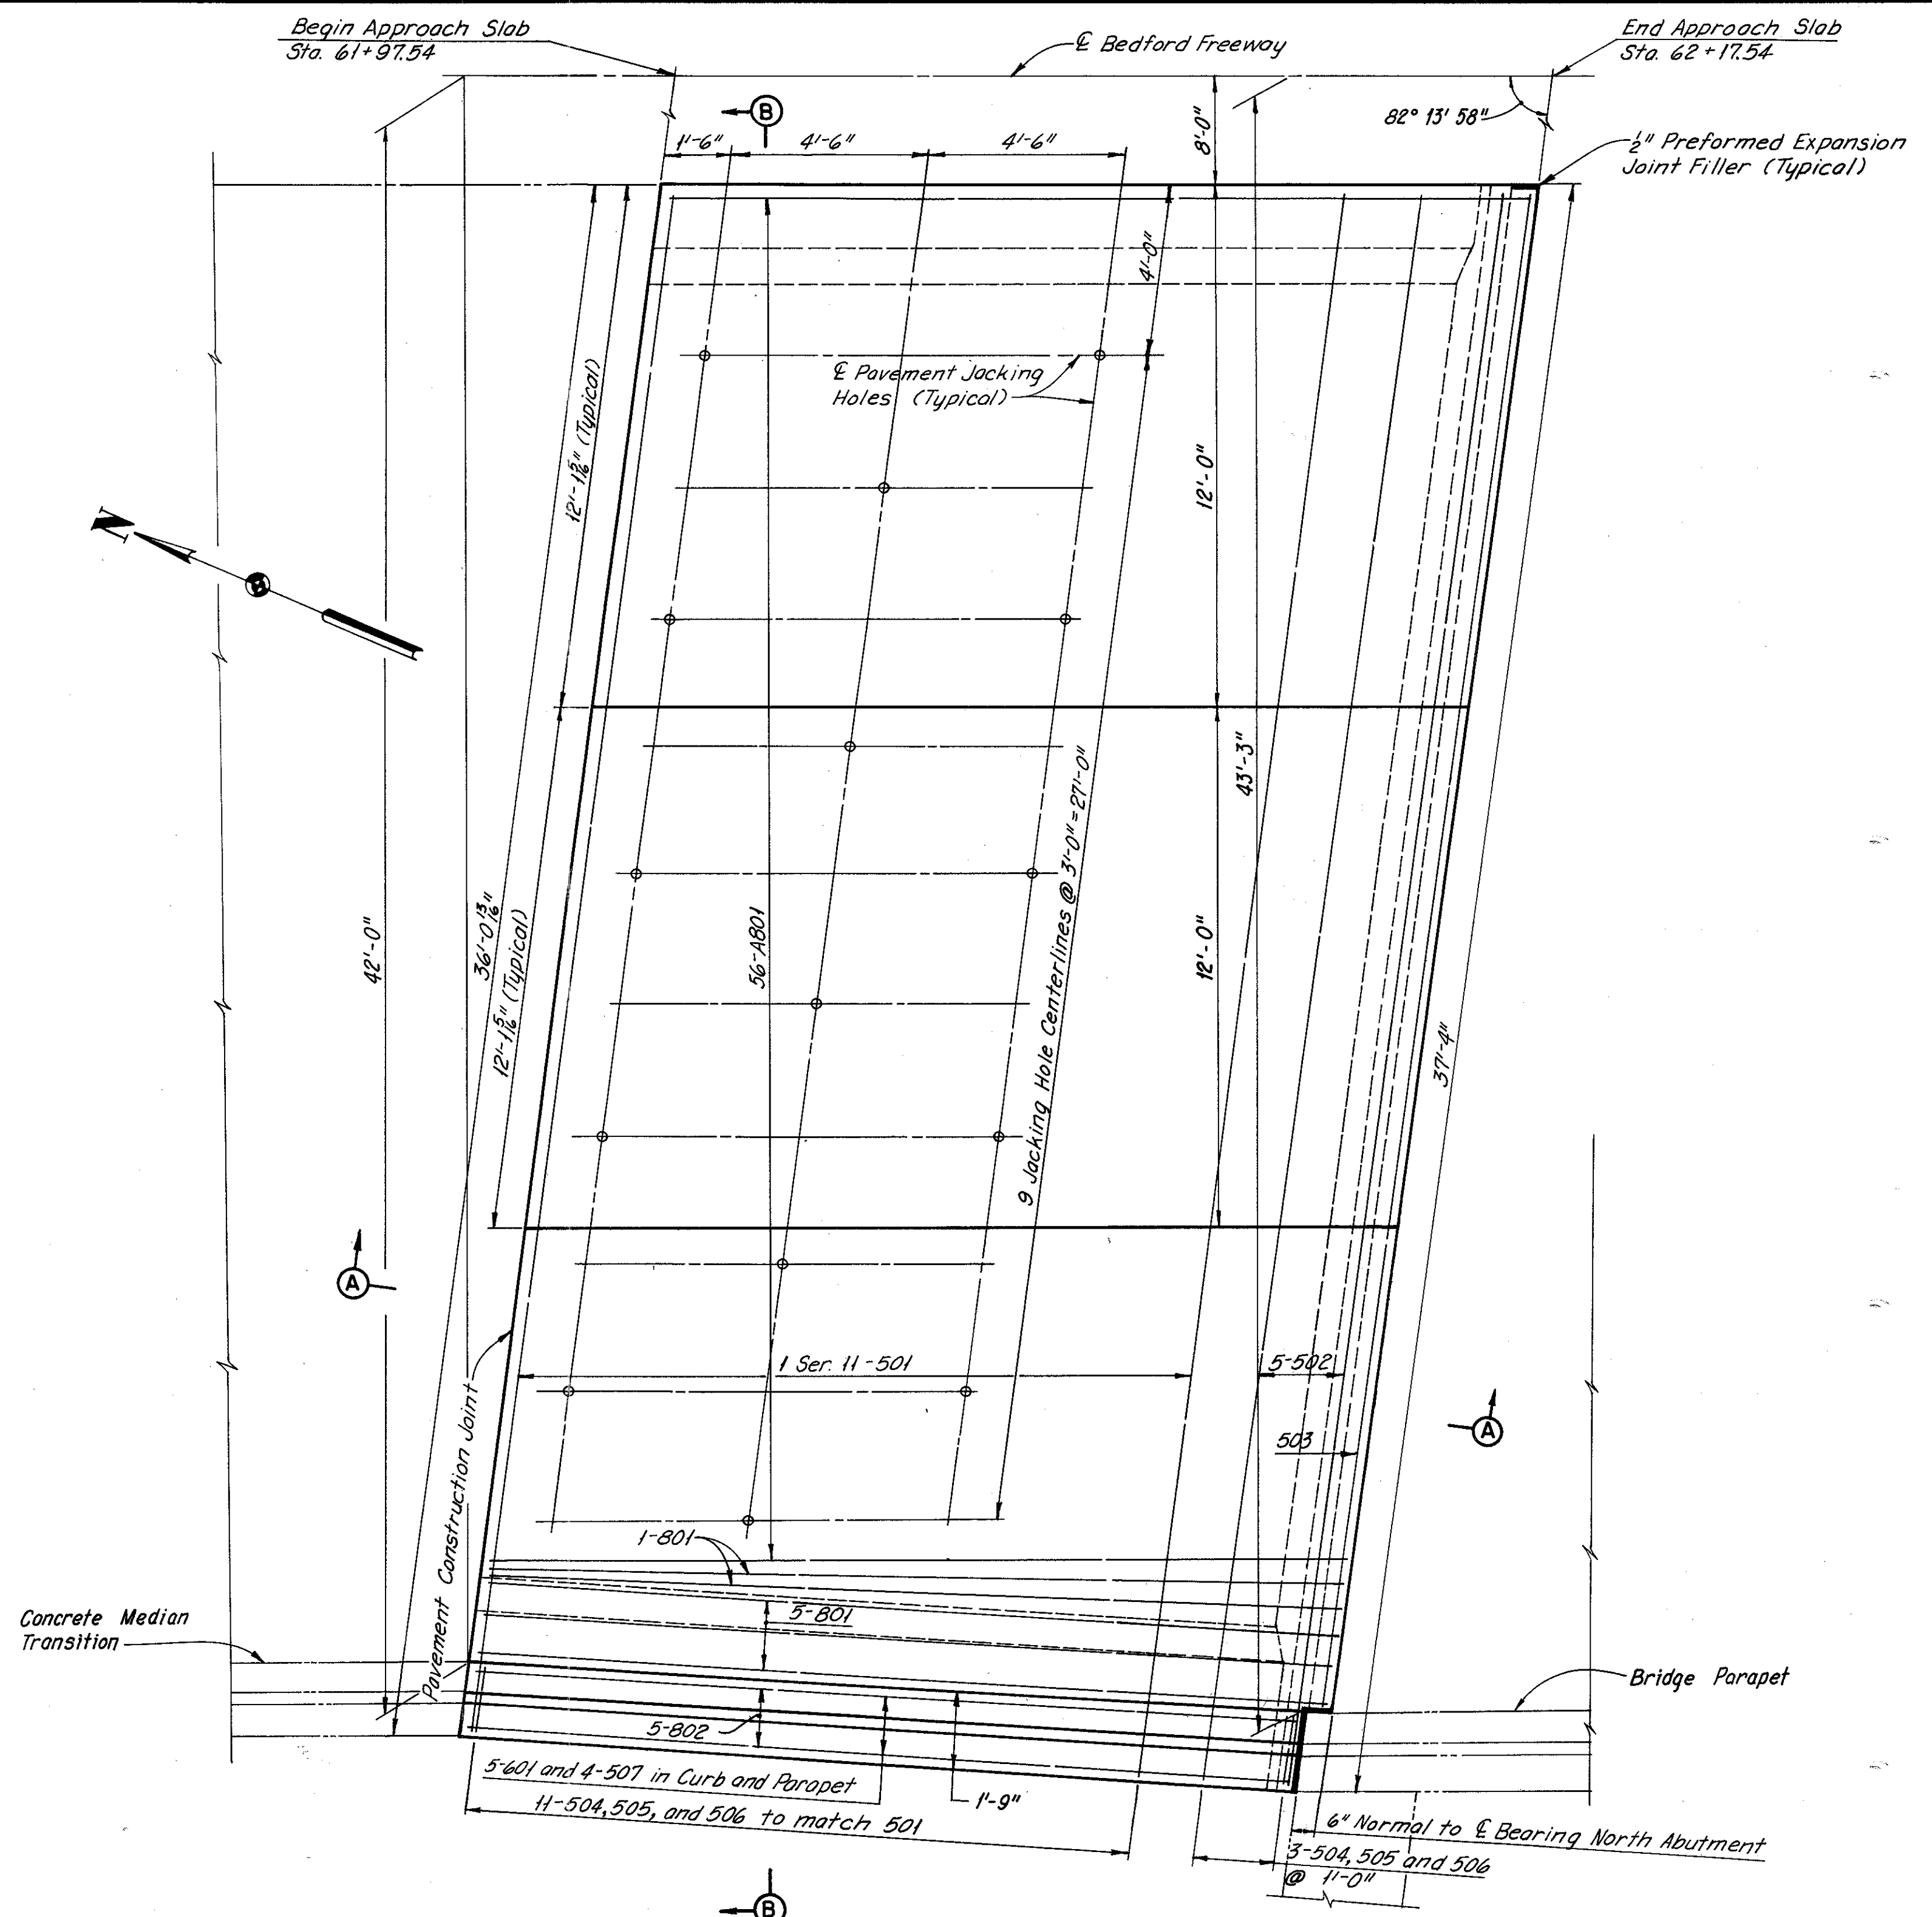 Begin Approach Slab
Sta. 61+97.54
℄ Bedford Freeway
End Approach Slab
Sta. 62+17.54
82° 13' 58"
½" Preformed Expansion
Joint Filler (Typical)
B
1'-6"
4'-6"
4'-6"
8'-0"
4'-0"
℄ Pavement Jacking
Holes (Typical)
12'-1 5/16" (Typical)
12'-0"
N
43'-3"
9 Jacking Hole Centerlines @ 3'-0" = 27'-0"
56-A801
42'-0"
36'-0 13/16"
12'-1 5/16" (Typical)
12'-0"
37'-4"
A
1 Ser. 11-501
5-502
503
A
Pavement Construction Joint
1-801
5-801
Concrete Median
Transition
Bridge Parapet
5-802
5-601 and 4-507 in Curb and Parapet
1'-9"
11-504, 505, and 506 to match 501
6" Normal to ℄ Bearing North Abutment
3-504, 505 and 506
@ 1'-0"
B